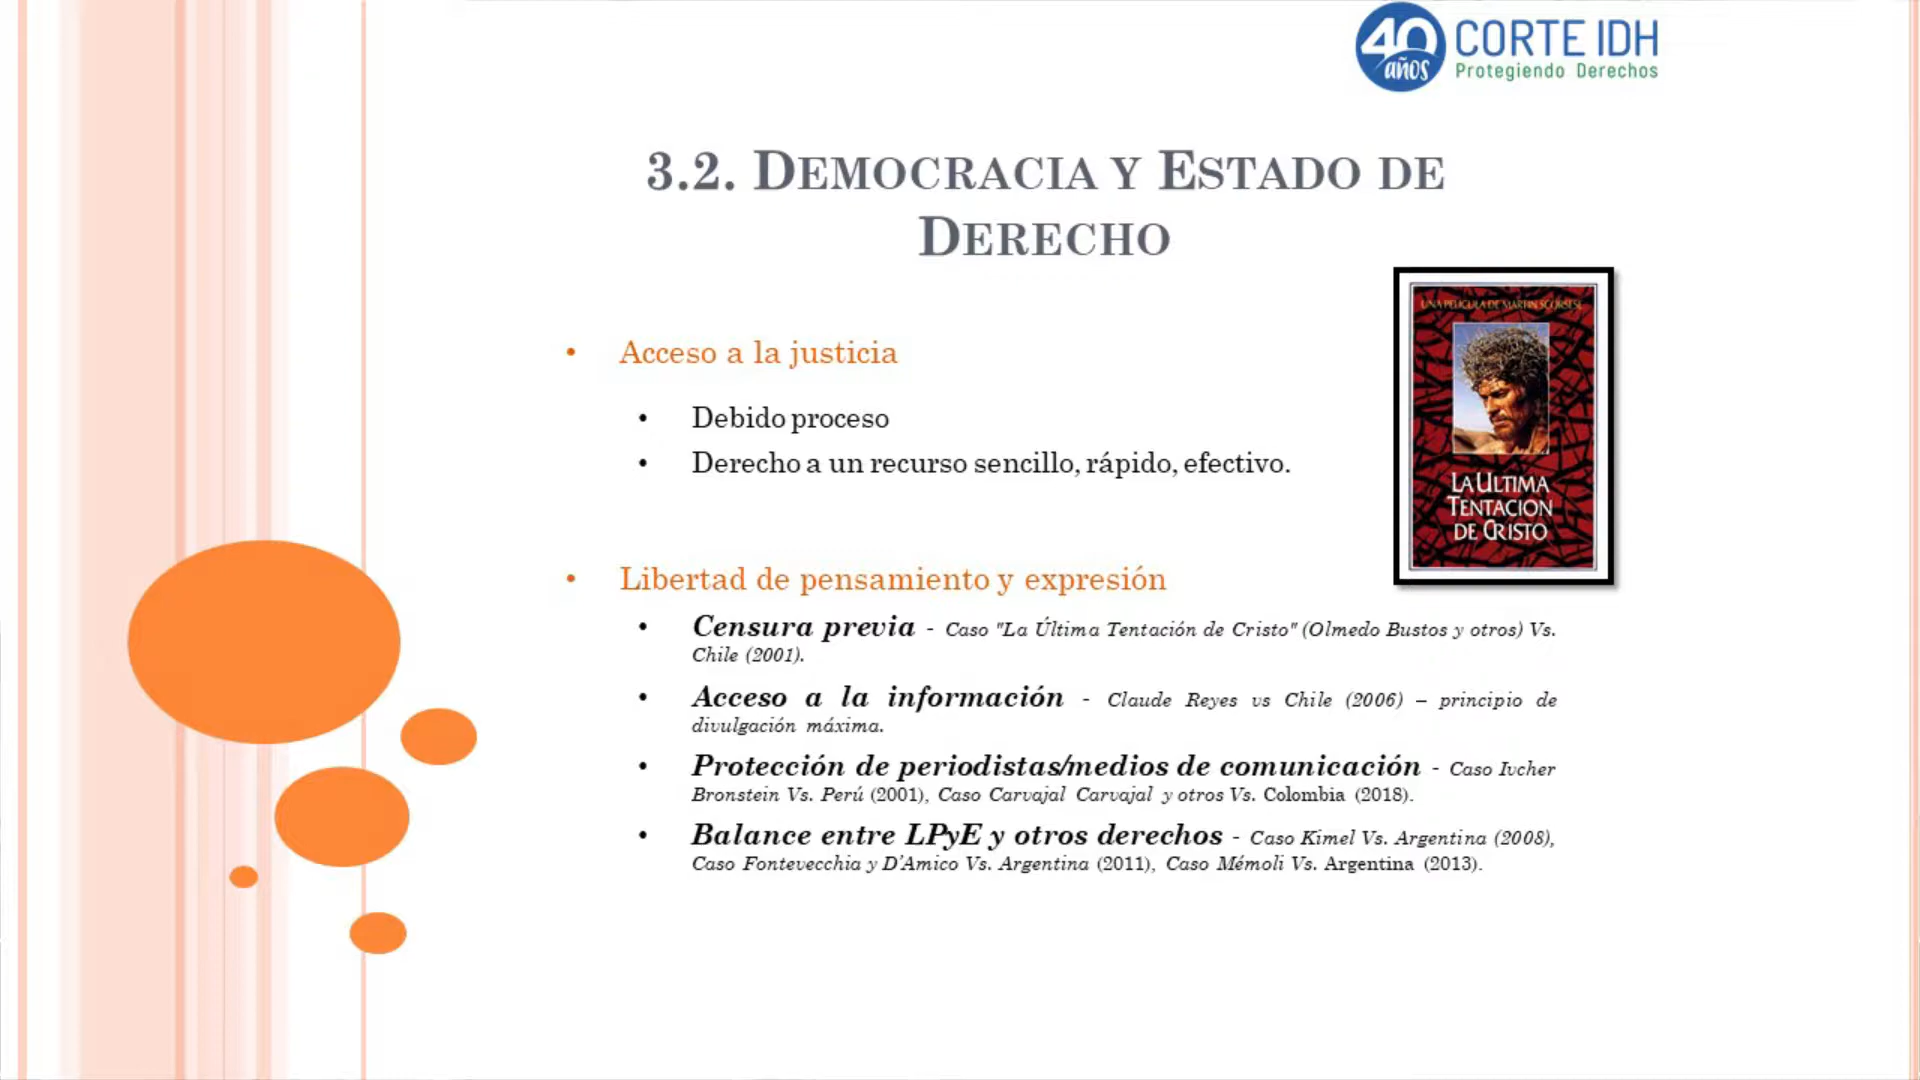 40 años CORTE IDH
Protegiendo Derechos
3.2. DEMOCRACIA Y ESTADO DE
DERECHO
UNA PELICULA DE MARTIN SCORSESE
LA ULTIMA
TENTACION
DE CRISTO
• Acceso a la justicia
• Debido proceso
• Derecho a un recurso sencillo, rápido, efectivo.
• Libertad de pensamiento y expresión
• Censura previa - Caso "La Última Tentación de Cristo" (Olmedo Bustos y otros) Vs.
Chile (2001).
• Acceso a la información - Claude Reyes vs Chile (2006) – principio de
divulgación máxima.
• Protección de periodistas/medios de comunicación - Caso Ivcher
Bronstein Vs. Perú (2001), Caso Carvajal Carvajal y otros Vs. Colombia (2018).
• Balance entre LPyE y otros derechos - Caso Kimel Vs. Argentina (2008),
Caso Fontevecchia y D'Amico Vs. Argentina (2011), Caso Mémoli Vs. Argentina (2013).